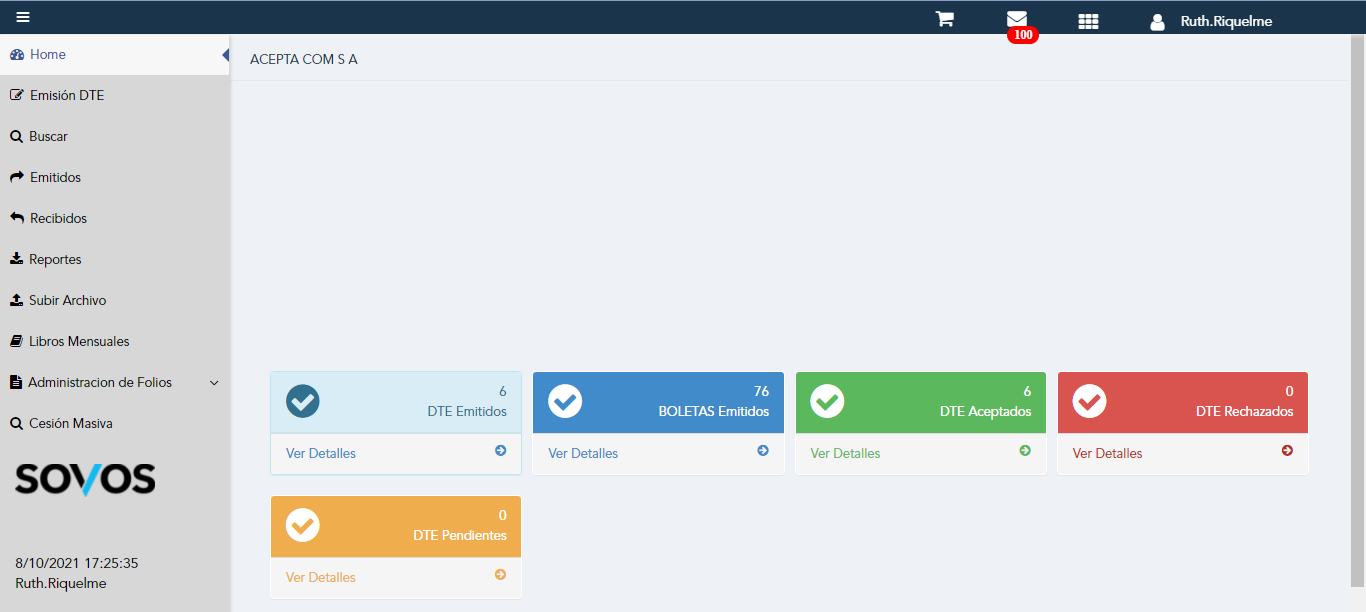 Ruth.Riquelme
100
Home
ACEPTA COM S A
Emisión DTE
Buscar
Emitidos
Recibidos
Reportes
Subir Archivo
Libros Mensuales
Administracion de Folios
Cesión Masiva
SOVOS
8/10/2021 17:25:35
Ruth.Riquelme
6
DTE Emitidos
Ver Detalles
76
BOLETAS Emitidos
Ver Detalles
6
DTE Aceptados
Ver Detalles
0
DTE Rechazados
Ver Detalles
0
DTE Pendientes
Ver Detalles